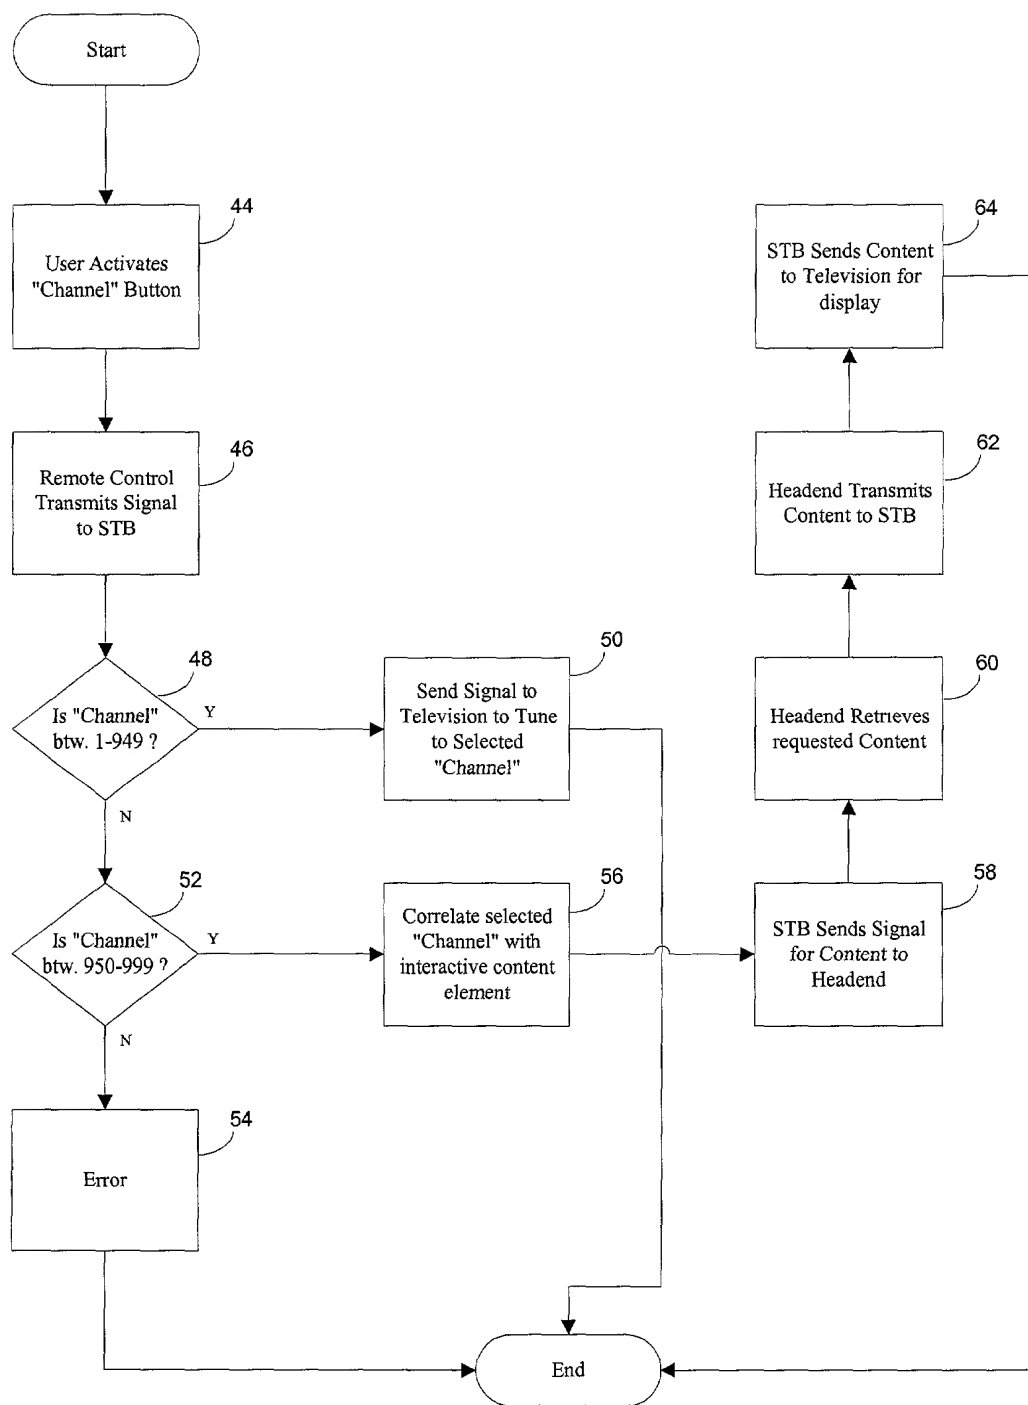 Start
44
User Activates
"Channel" Button
46
Remote Control
Transmits Signal
to STB
48
Is "Channel"
btw. 1-949 ?
Y
N
50
Send Signal to
Television to Tune
to Selected
"Channel"
52
Is "Channel"
btw. 950-999 ?
Y
N
56
Correlate selected
"Channel" with
interactive content
element
54
Error
58
STB Sends Signal
for Content to
Headend
60
Headend Retrieves
requested Content
62
Headend Transmits
Content to STB
64
STB Sends Content
to Television for
display
End